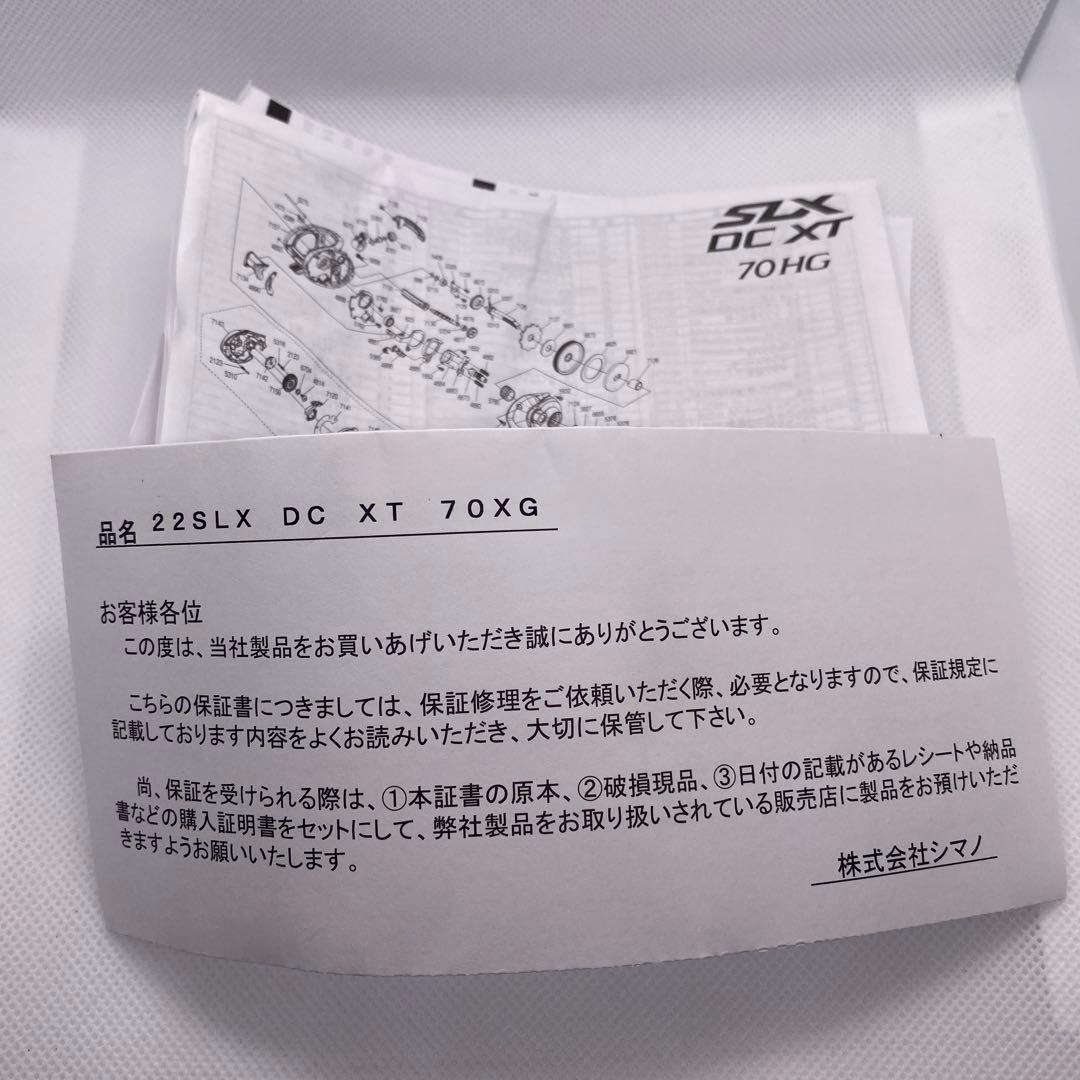 SLX
DC XT
70HG
品名 22SLX DC XT 70XG
お客様各位
この度は、当社製品をお買いあげいただき誠にありがとうございます。
こちらの保証書につきましては、保証修理をご依頼いただく際、必要となりますので、保証規定に
記載しております内容をよくお読みいただき、大切に保管して下さい。
尚、保証を受けられる際は、①本証書の原本、②破損現品、③日付の記載があるレシートや納品
書などの購入証明書をセットにして、弊社製品をお取り扱いされている販売店に製品をお預けいただ
きますようお願いいたします。
株式会社シマノ